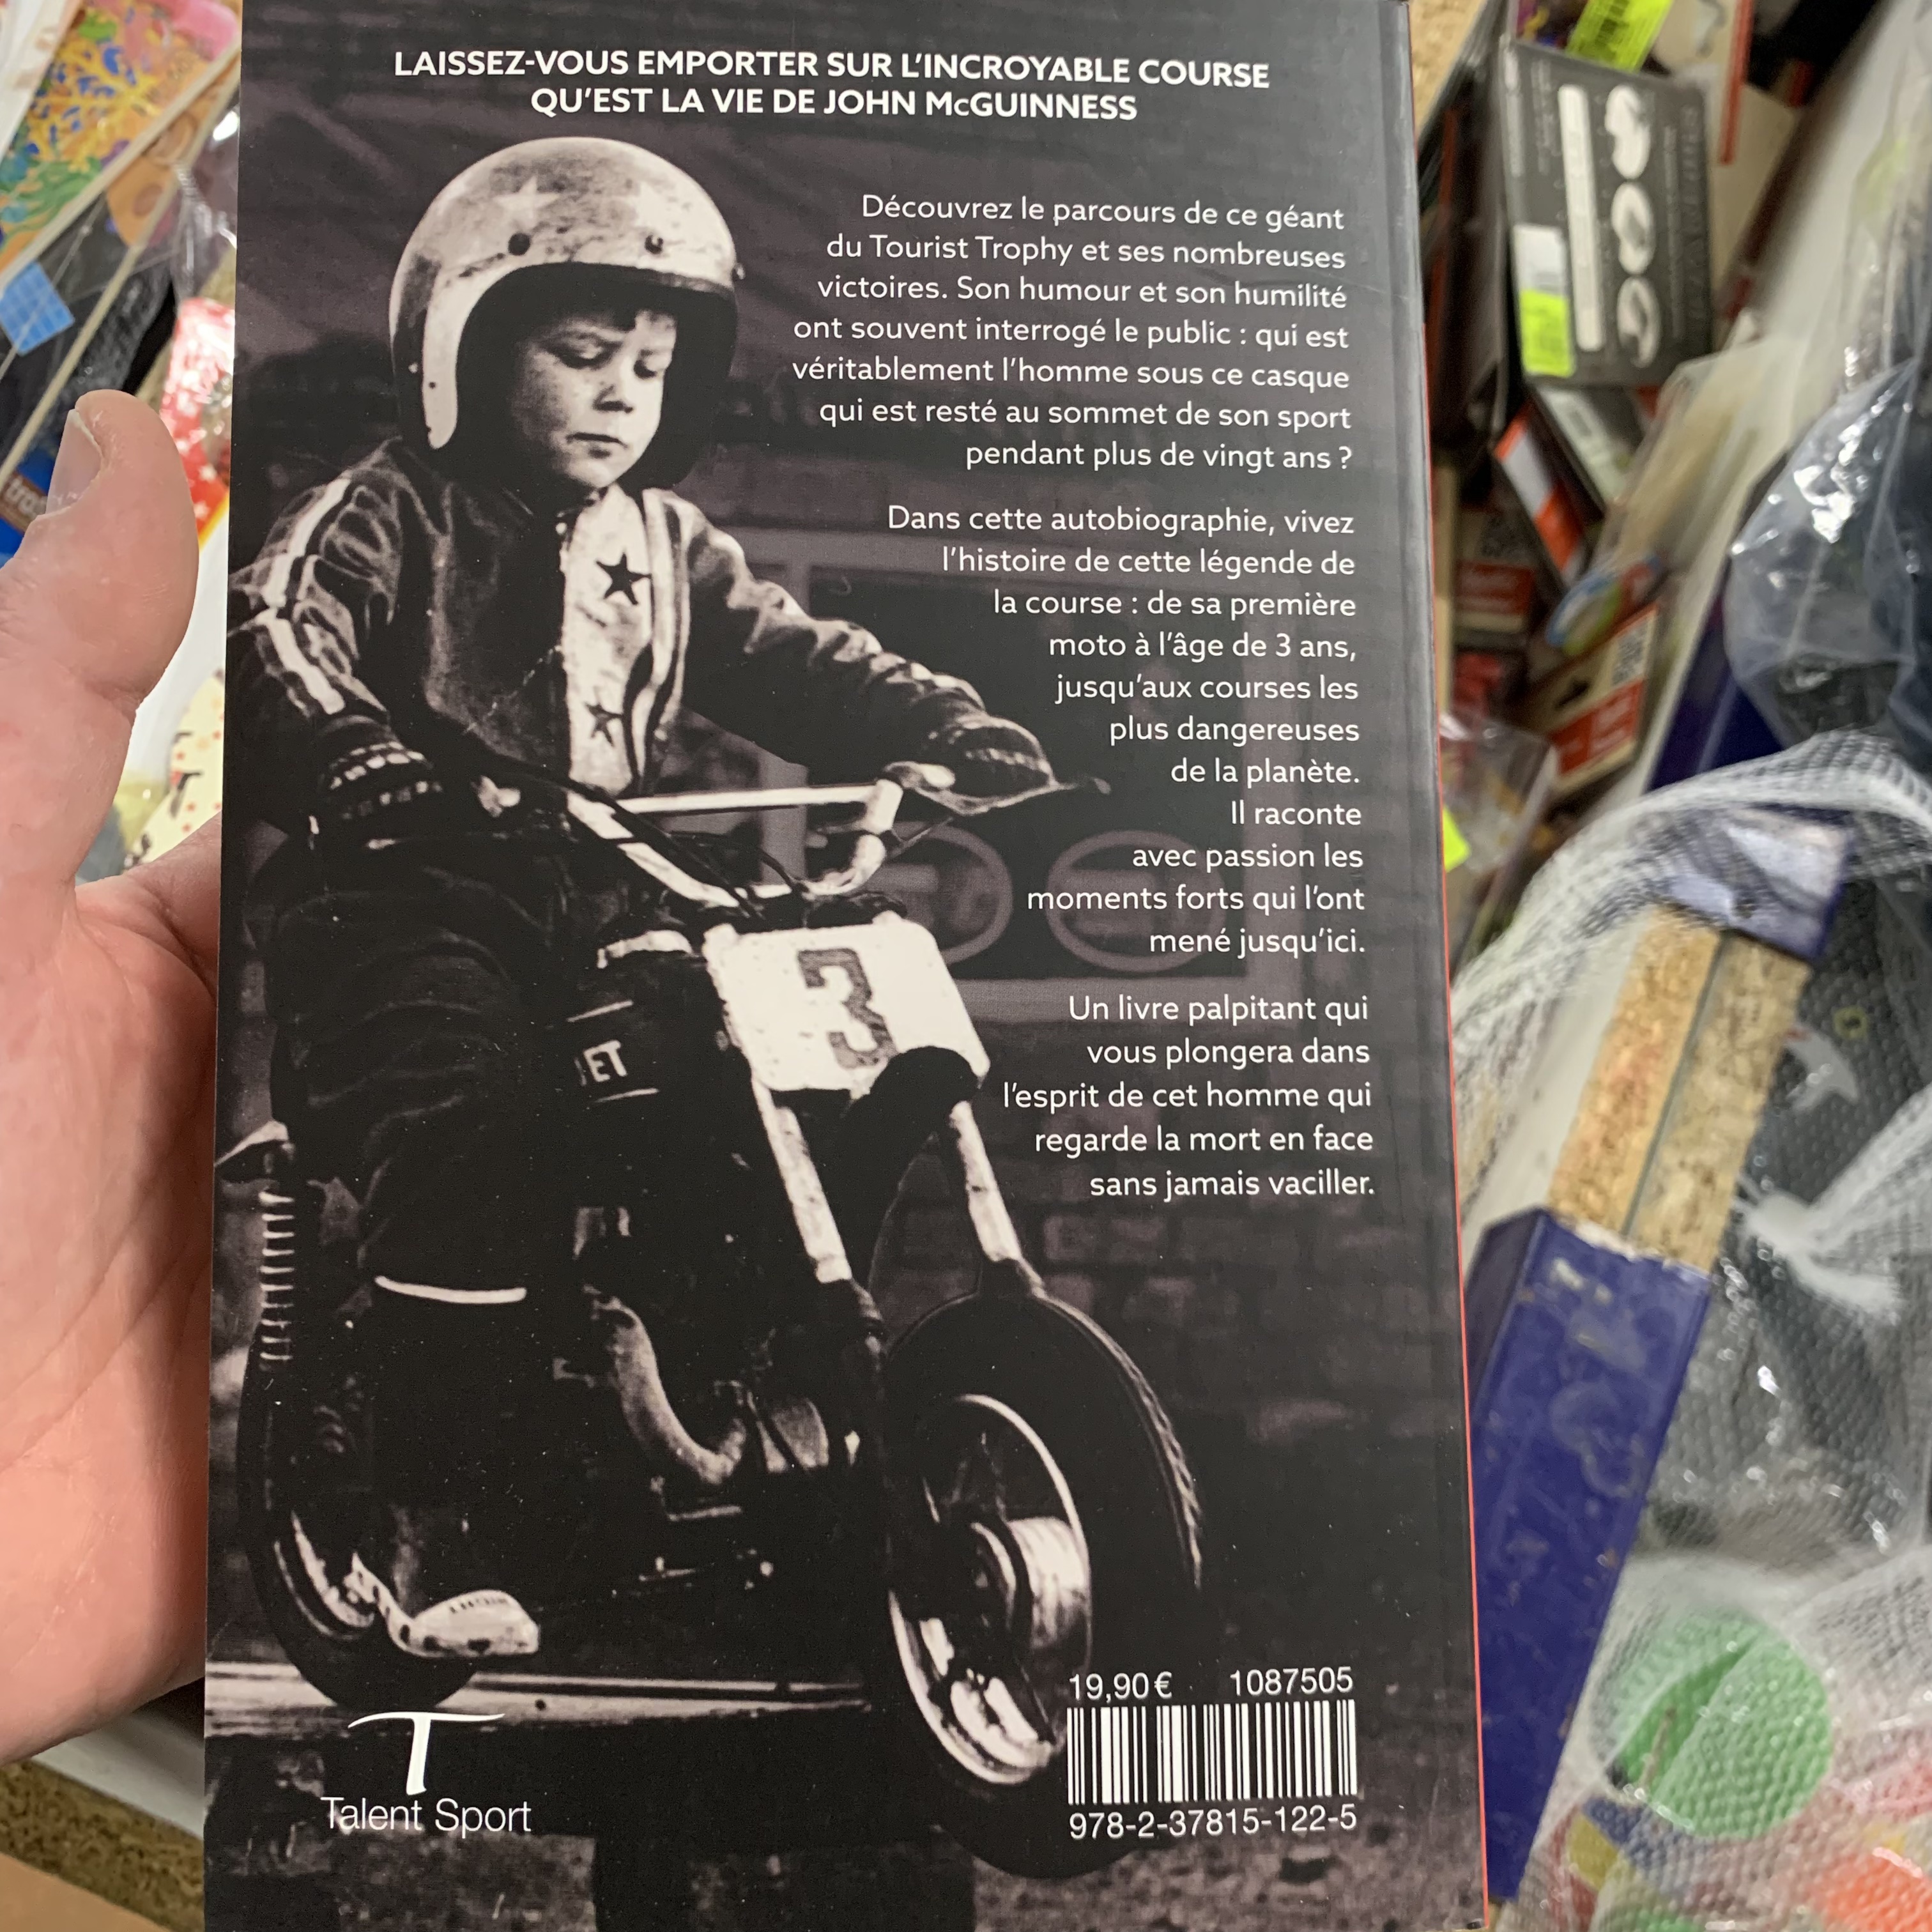 LAISSEZ-VOUS EMPORTER SUR L'INCROYABLE COURSE
QU'EST LA VIE DE JOHN McGUINNESS
Découvrez le parcours de ce géant
du Tourist Trophy et ses nombreuses
victoires. Son humour et son humilité
ont souvent interrogé le public : qui est
véritablement l'homme sous ce casque
qui est resté au sommet de son sport
pendant plus de vingt ans ?
Dans cette autobiographie, vivez
l'histoire de cette légende de
la course : de sa première
moto à l'âge de 3 ans,
jusqu'aux courses les
plus dangereuses
de la planète.
Il raconte
avec passion les
moments forts qui l'ont
mené jusqu'ici.
Un livre palpitant qui
vous plongera dans
l'esprit de cet homme qui
regarde la mort en face
sans jamais vaciller.
3
ET
19,90€ 1087505
978-2-37815-122-5
T
Talent Sport